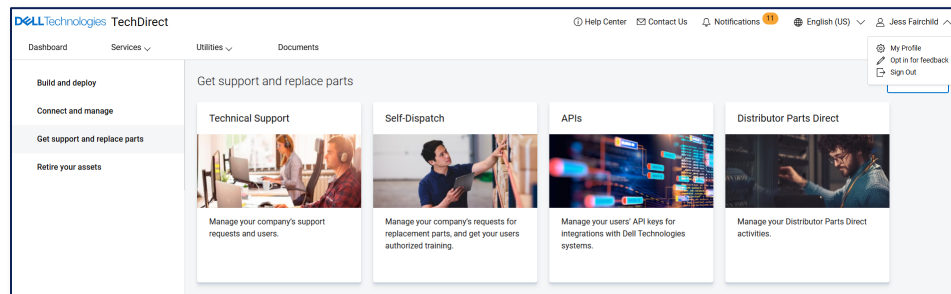 DELLTechnologies TechDirect
Help Center
Contact Us
Notifications 11
English (US)
Jess Fairchild
Dashboard
Services
Utilities
Documents
My Profile
Opt in for feedback
Sign Out
Build and deploy
Connect and manage
Get support and replace parts
Retire your assets
Get support and replace parts
Technical Support
Manage your company's support
requests and users.
Self-Dispatch
Manage your company's requests for
replacement parts, and get your users
authorized training.
APIs
Manage your users' API keys for
integrations with Dell Technologies
systems.
Distributor Parts Direct
Manage your Distributor Parts Direct
activities.